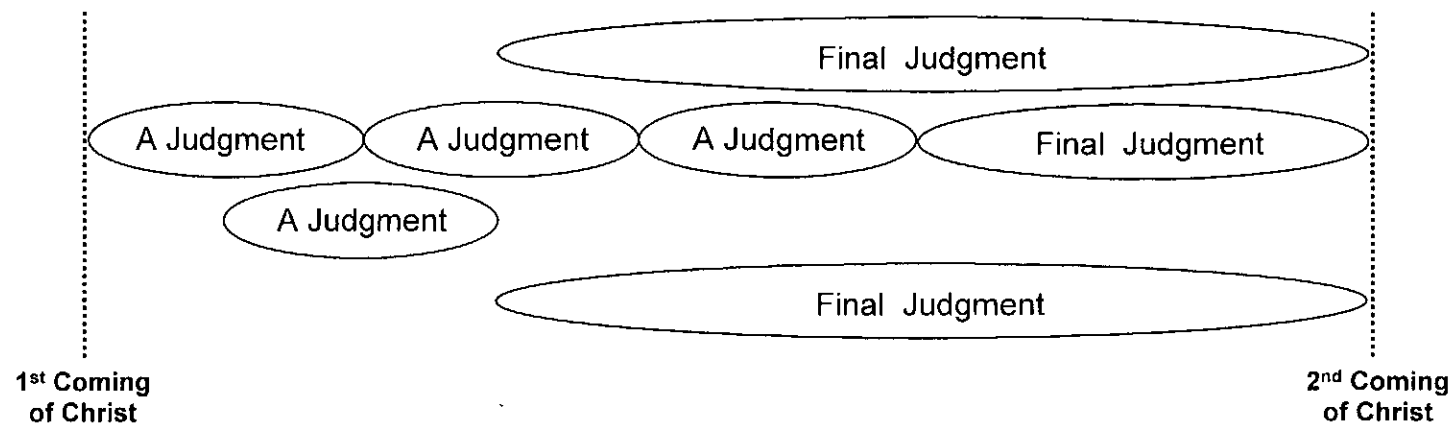 Final Judgment
A Judgment A Judgment A Judgment Final Judgment
A Judgment
Final Judgment
1st Coming
of Christ
2nd Coming
of Christ